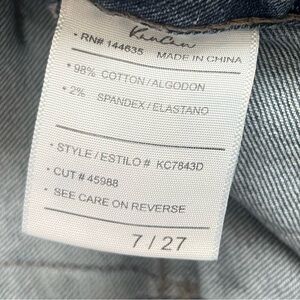 KanCan
• RN# 144635 MADE IN CHINA
• 98% COTTON / ALGODON
• 2% SPANDEX / ELASTANO
• STYLE / ESTILO # KC7843D
• CUT # 45988
• SEE CARE ON REVERSE
7 / 27